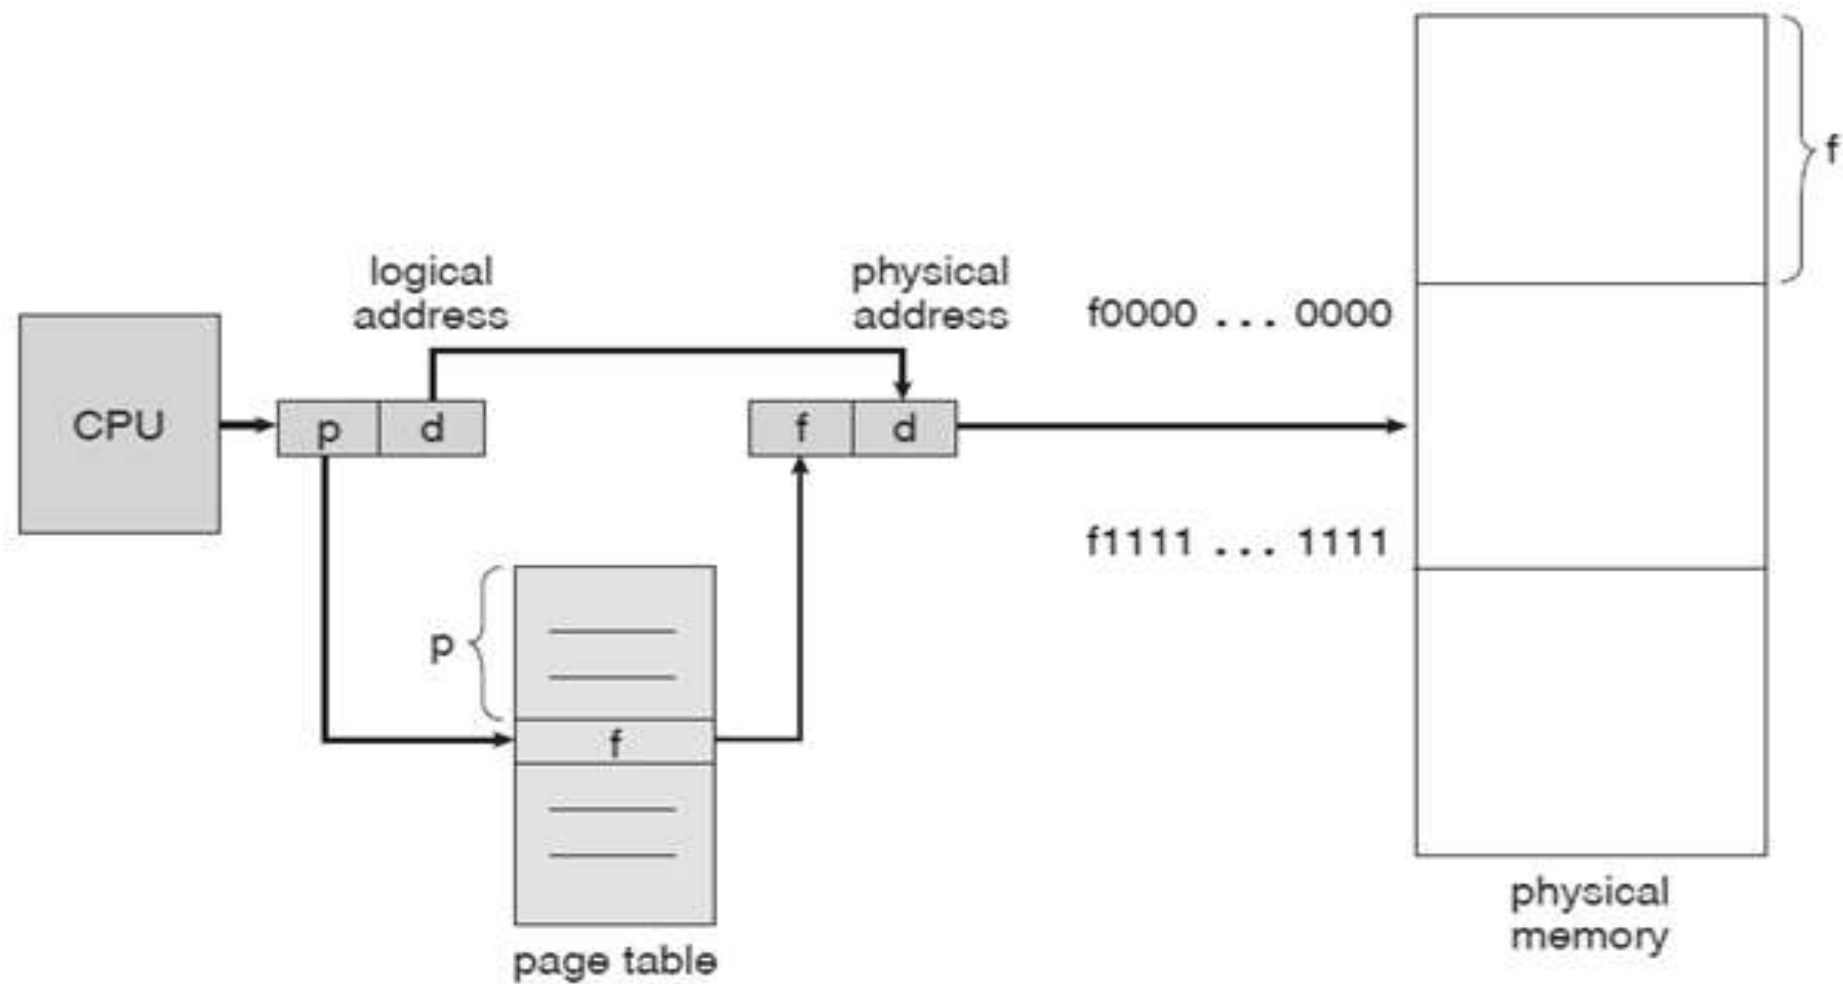 f
logical
address
physical
address
f0000 ... 0000
CPU
p
d
f
d
f1111 ... 1111
p
f
physical
memory
page table